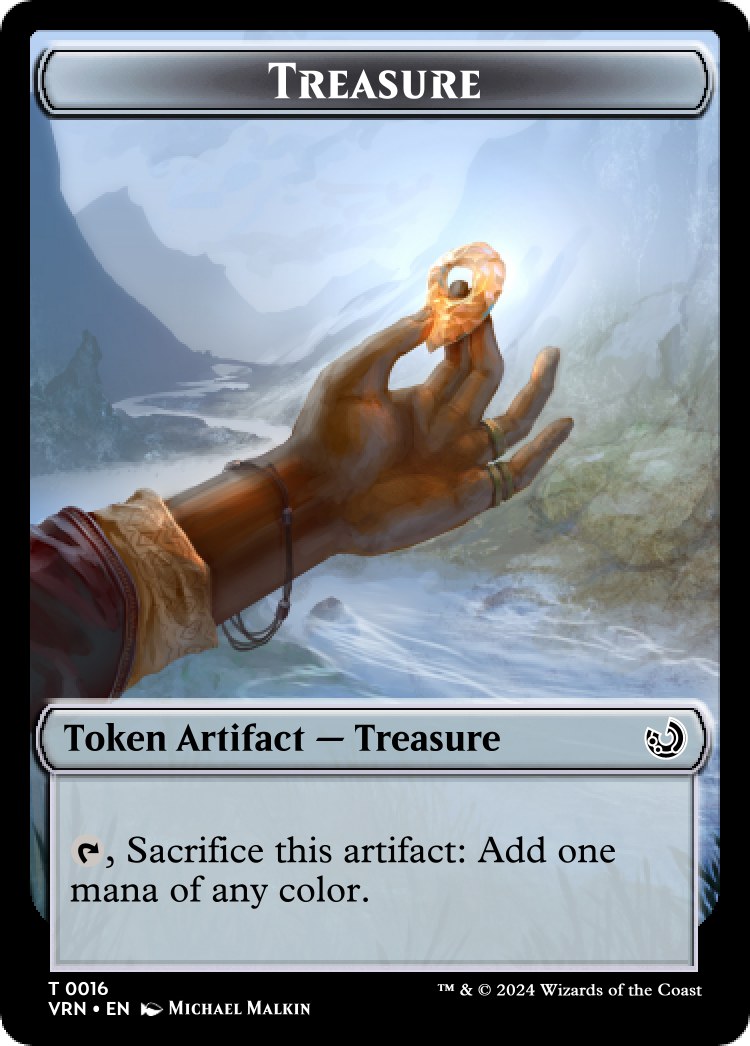 Treasure
Token Artifact — Treasure
, Sacrifice this artifact: Add one
mana of any color.
T 0016
VRN • EN Michael Malkin
™ & © 2024 Wizards of the Coast